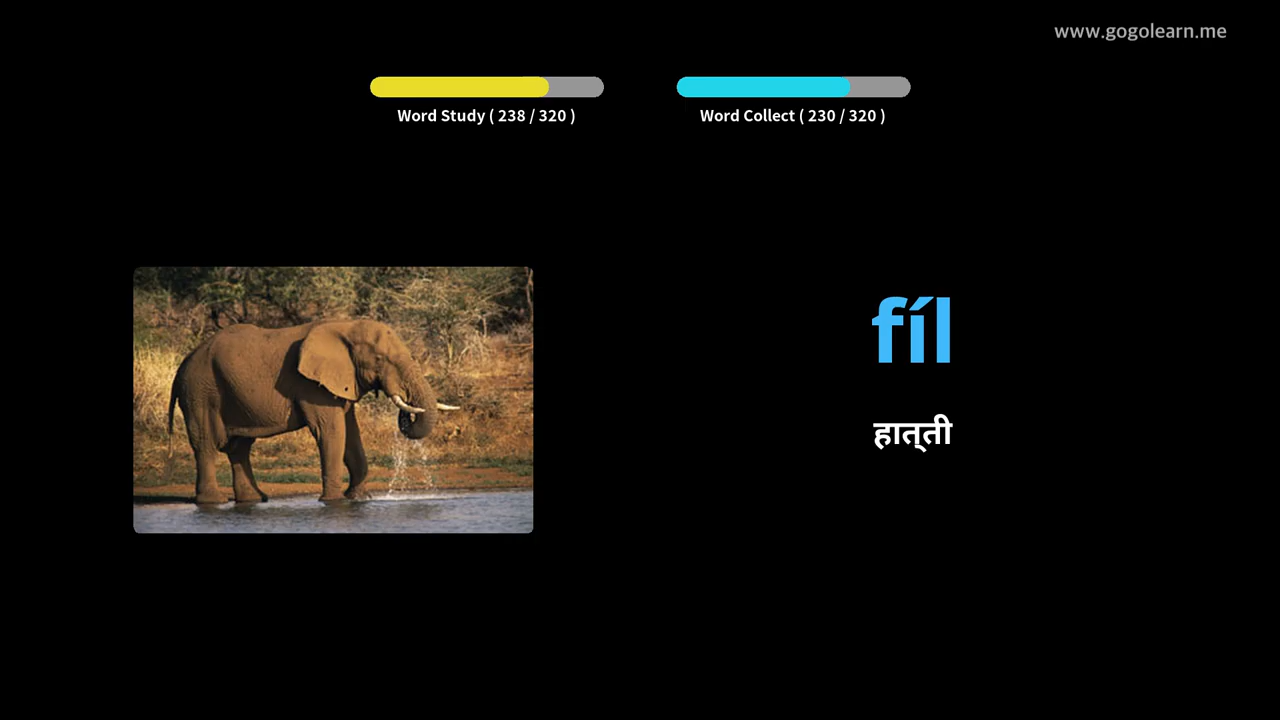 www.gogolearn.me
Word Study ( 238 / 320 )
Word Collect ( 230 / 320 )
fíl
हात्ती